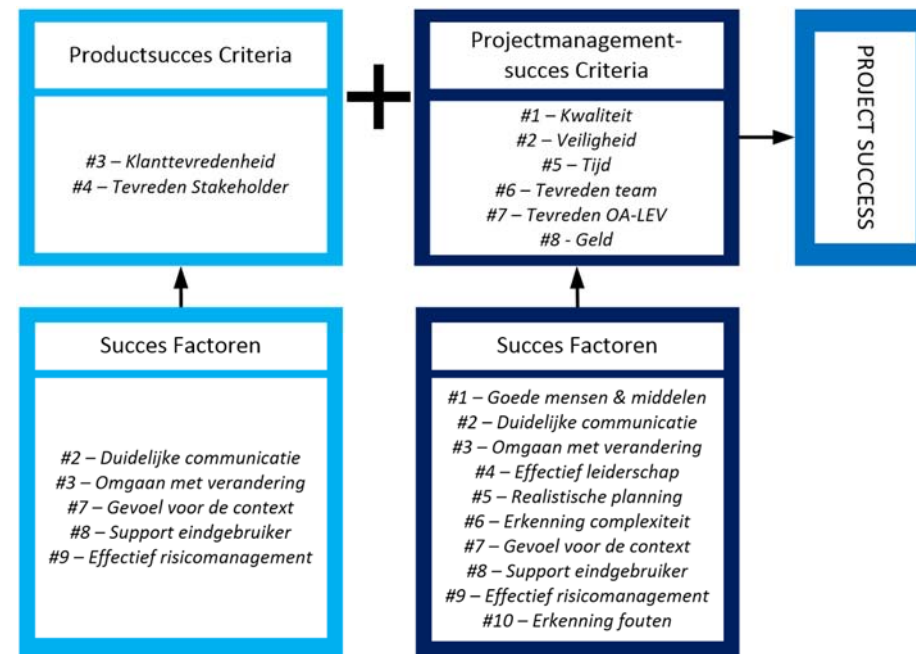 Productsucces Criteria
#3 – Klanttevredenheid
#4 – Tevreden Stakeholder
+
Projectmanagement-
succes Criteria
#1 – Kwaliteit
#2 – Veiligheid
#5 – Tijd
#6 – Tevreden team
#7 – Tevreden OA-LEV
#8 - Geld
PROJECT SUCCESS
Succes Factoren
#2 – Duidelijke communicatie
#3 – Omgaan met verandering
#7 – Gevoel voor de context
#8 – Support eindgebruiker
#9 – Effectief risicomanagement
Succes Factoren
#1 – Goede mensen & middelen
#2 – Duidelijke communicatie
#3 – Omgaan met verandering
#4 – Effectief leiderschap
#5 – Realistische planning
#6 – Erkenning complexiteit
#7 – Gevoel voor de context
#8 – Support eindgebruiker
#9 – Effectief risicomanagement
#10 – Erkenning fouten